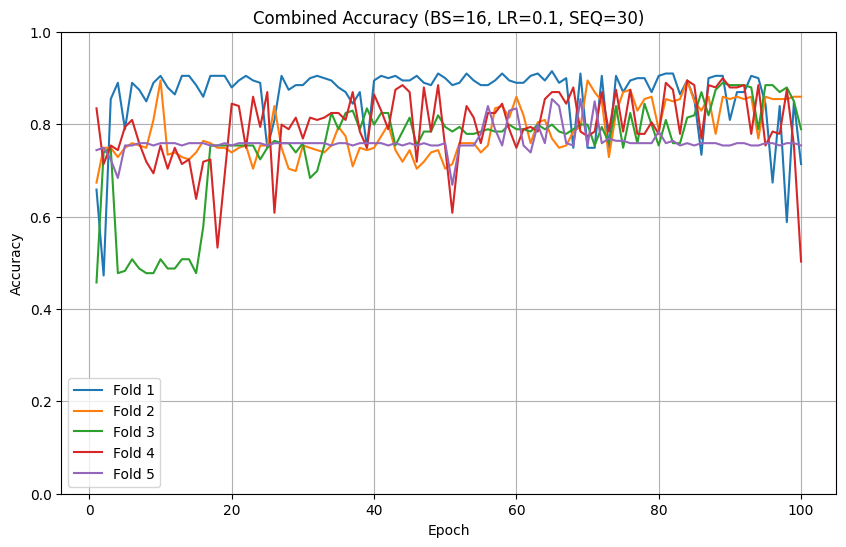 Combined Accuracy (BS=16, LR=0.1, SEQ=30)
1.0
0.8
0.6
0.4
0.2
0.0
Accuracy
Fold 1
Fold 2
Fold 3
Fold 4
Fold 5
0 20 40 60 80 100
Epoch